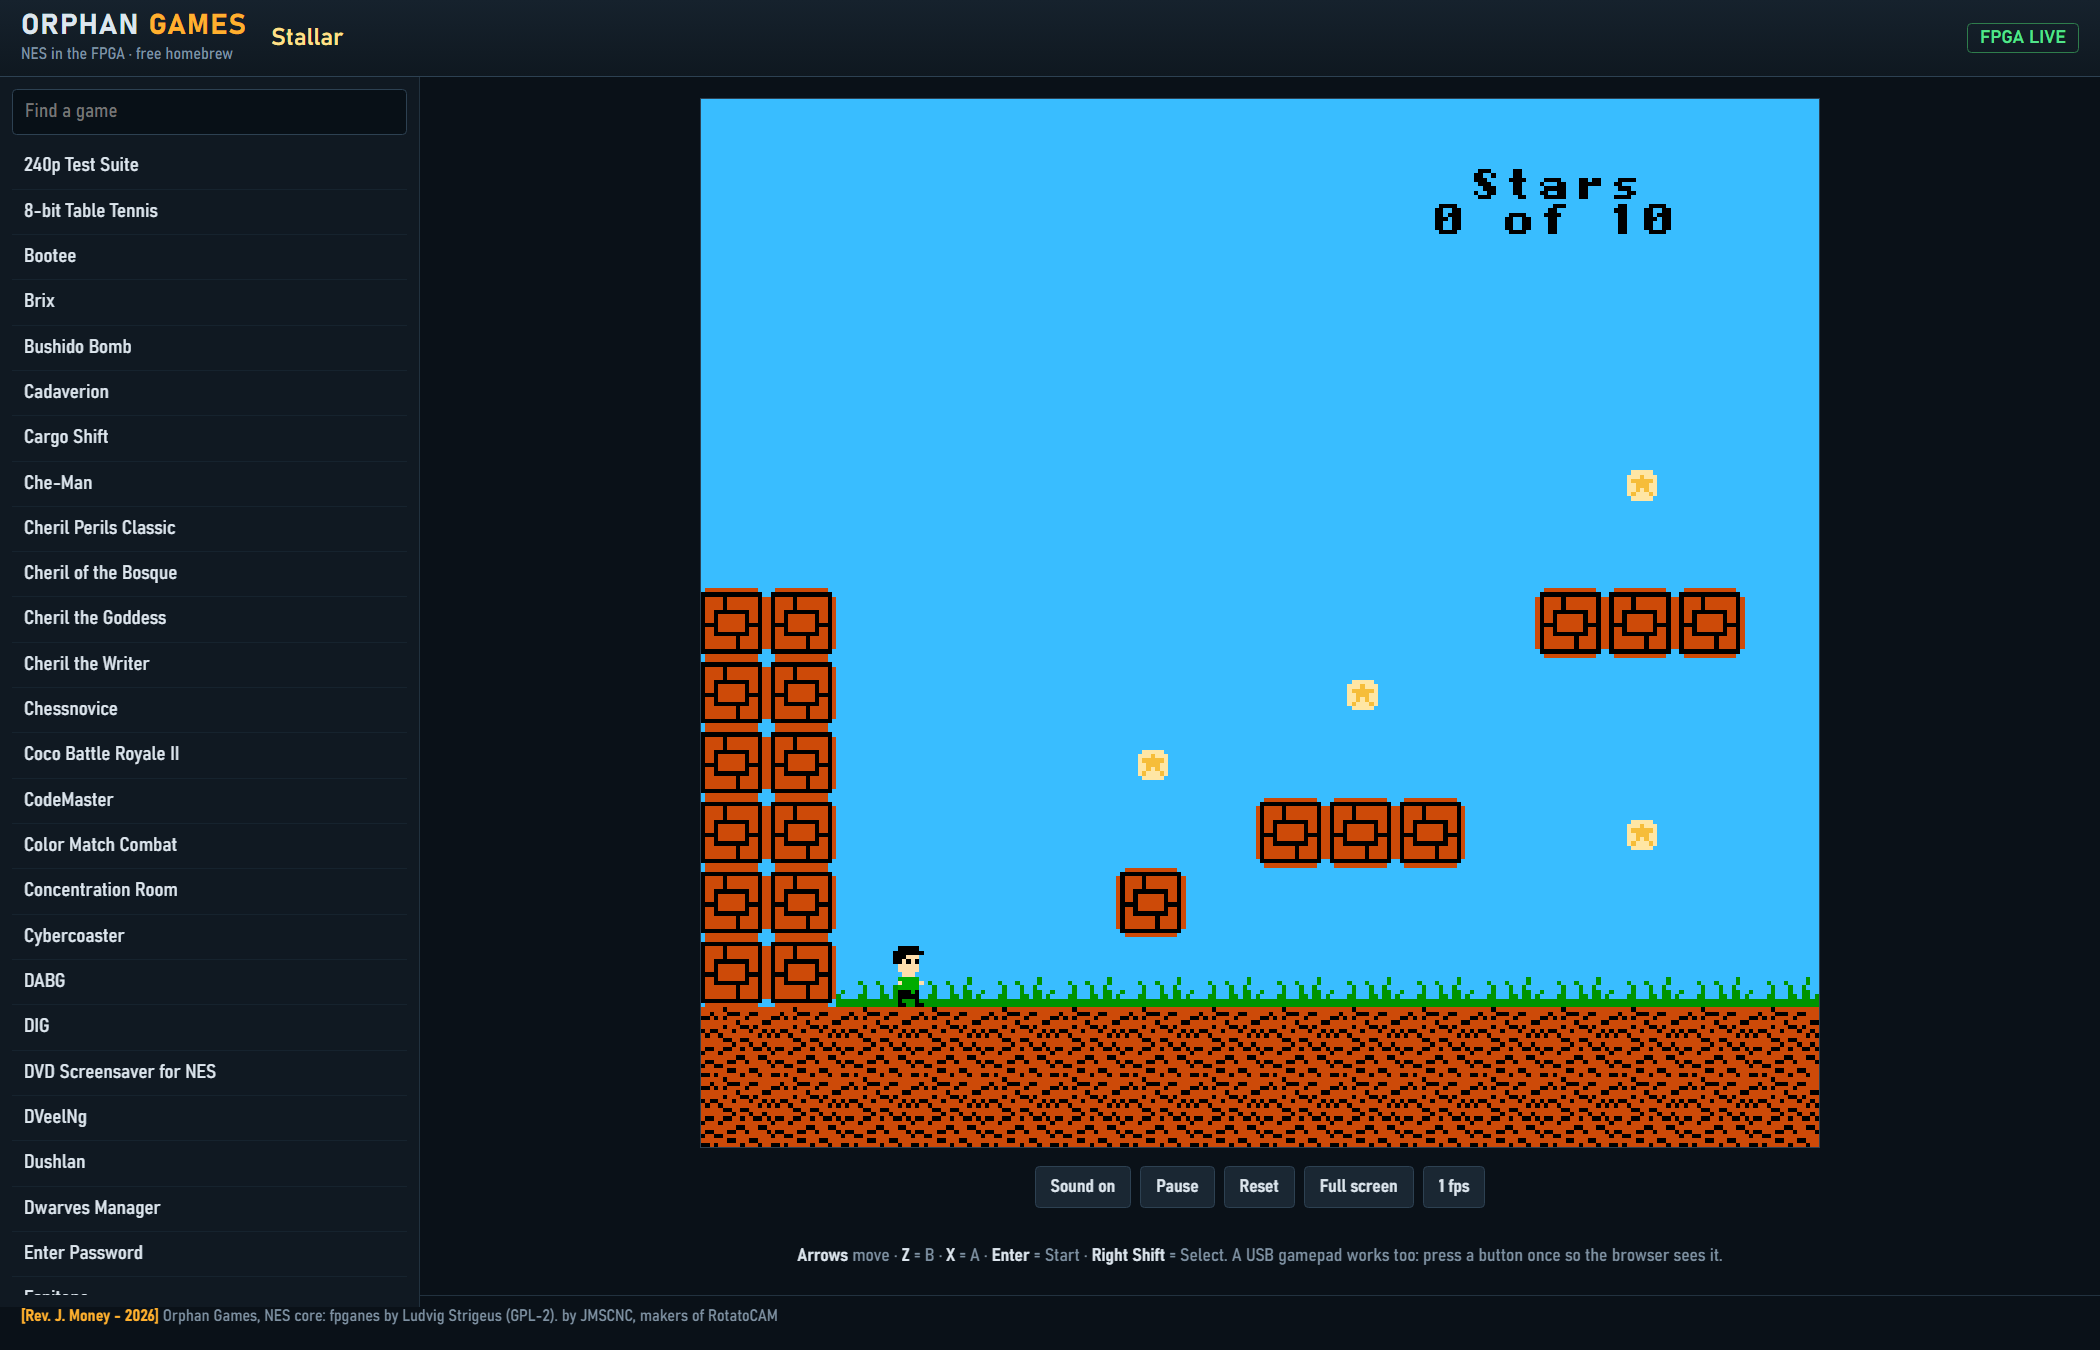 ORPHAN GAMES
NES in the FPGA · free homebrew
Stallar
FPGA LIVE
Find a game
240p Test Suite
8-bit Table Tennis
Bootee
Brix
Bushido Bomb
Cadaverion
Cargo Shift
Che-Man
Cheril Perils Classic
Cheril of the Bosque
Cheril the Goddess
Cheril the Writer
Chessnovice
Coco Battle Royale II
CodeMaster
Color Match Combat
Concentration Room
Cybercoaster
DABG
DIG
DVD Screensaver for NES
DVeelNg
Dushlan
Dwarves Manager
Enter Password
Stars
0 of 10
Sound on
Pause
Reset
Full screen
1 fps
Arrows move · Z = B · X = A · Enter = Start · Right Shift = Select. A USB gamepad works too: press a button once so the browser sees it.
[Rev. J. Money - 2026] Orphan Games, NES core: fpganes by Ludvig Strigeus (GPL-2). by JMSCNC, makers of RotatoCAM